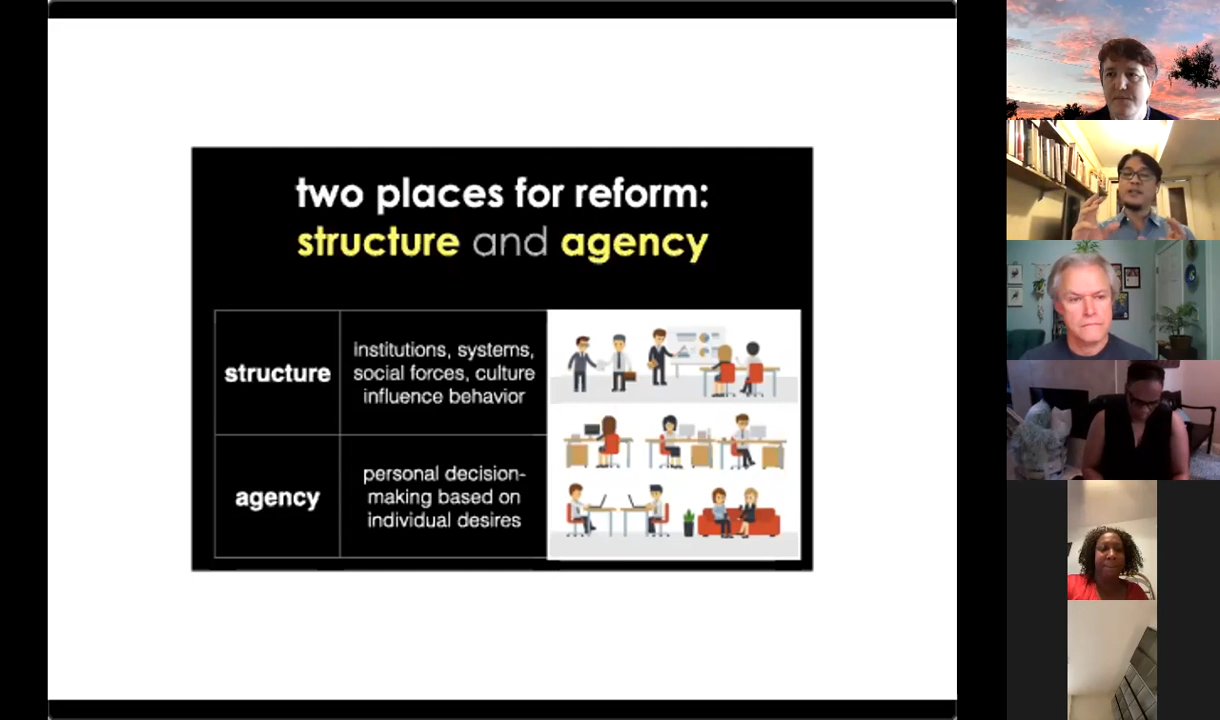 two places for reform:
structure and agency
structure
institutions, systems,
social forces, culture
influence behavior
agency
personal decision-
making based on
individual desires